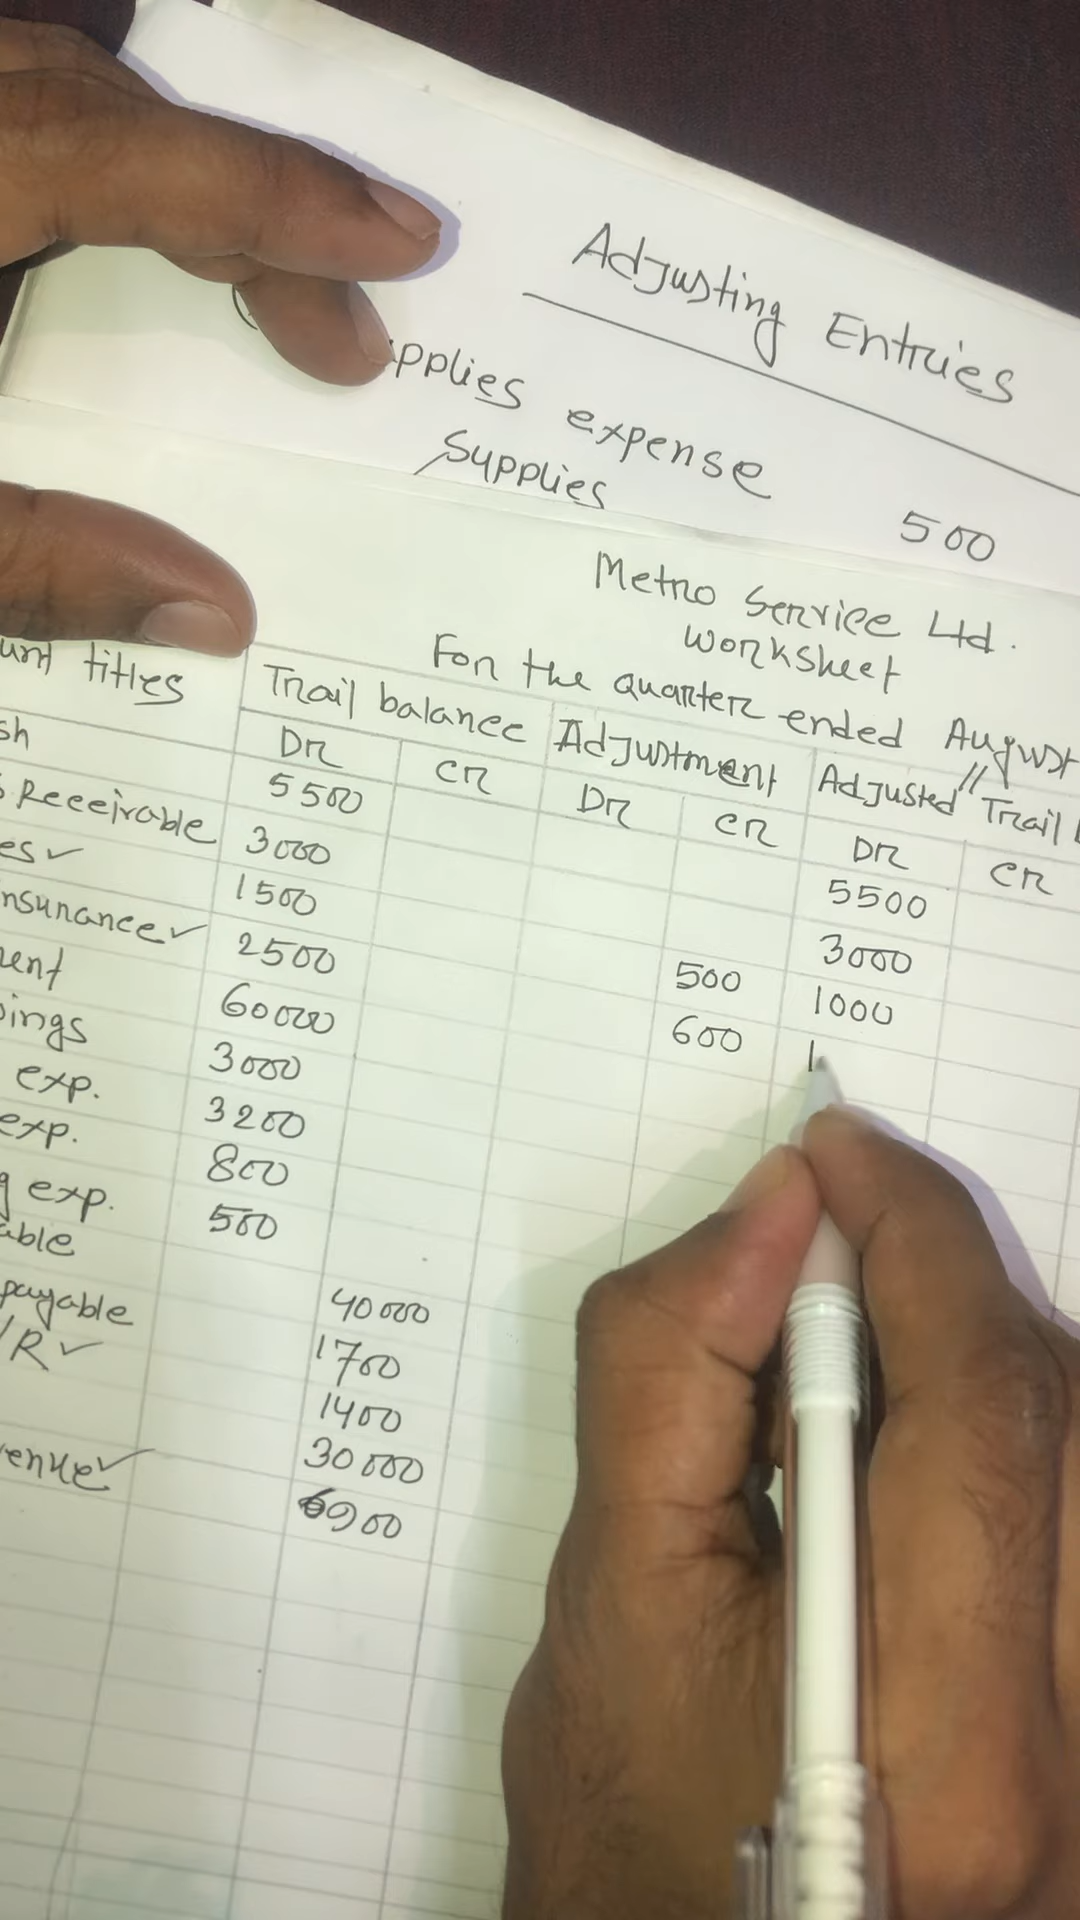 Adjusting Entries
pplies expense 500
Supplies
Metro Service Ltd.
Worksheet
For the quarter ended August
unt titles Trail balance Adjustment Adjusted Trail
DR CR DR CR DR CR
sh 5500 5500
Receivable 3000 3000
es✓ 1500 500 1000
nsurance✓ 2500 600 1
ent 60000
ings 3000
exp. 3200
exp. 800
g exp. 500
able 40000
payable 1700
/R ✓ 1400
30000
enue✓ 6900